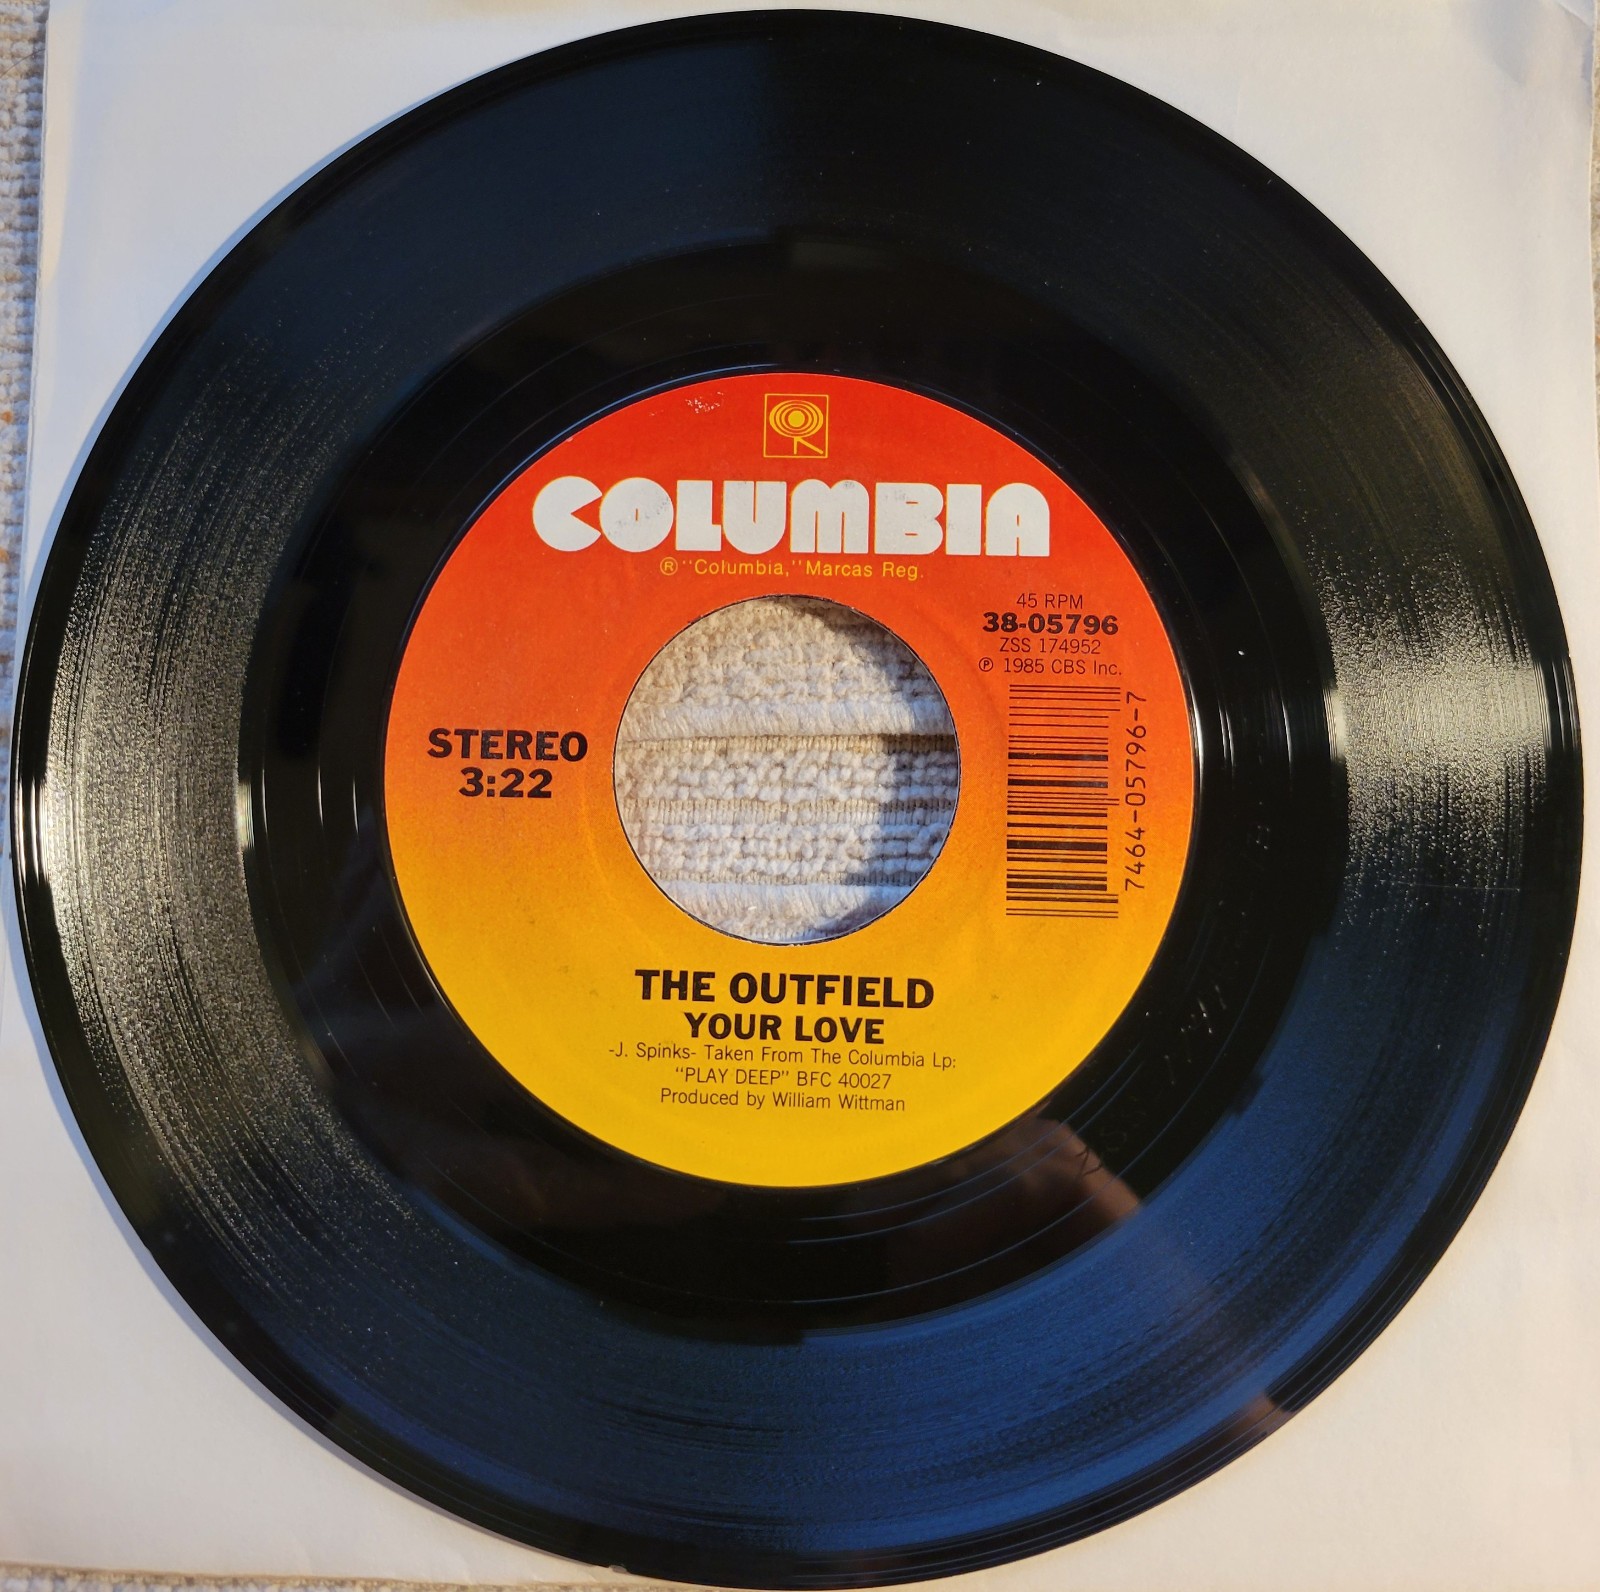 COLUMBIA
® "Columbia," Marcas Reg.
45 RPM
38-05796
ZSS 174952
℗ 1985 CBS Inc.
7464-05796-7
STEREO
3:22
THE OUTFIELD
YOUR LOVE
-J. Spinks- Taken From The Columbia Lp:
"PLAY DEEP" BFC 40027
Produced by William Wittman